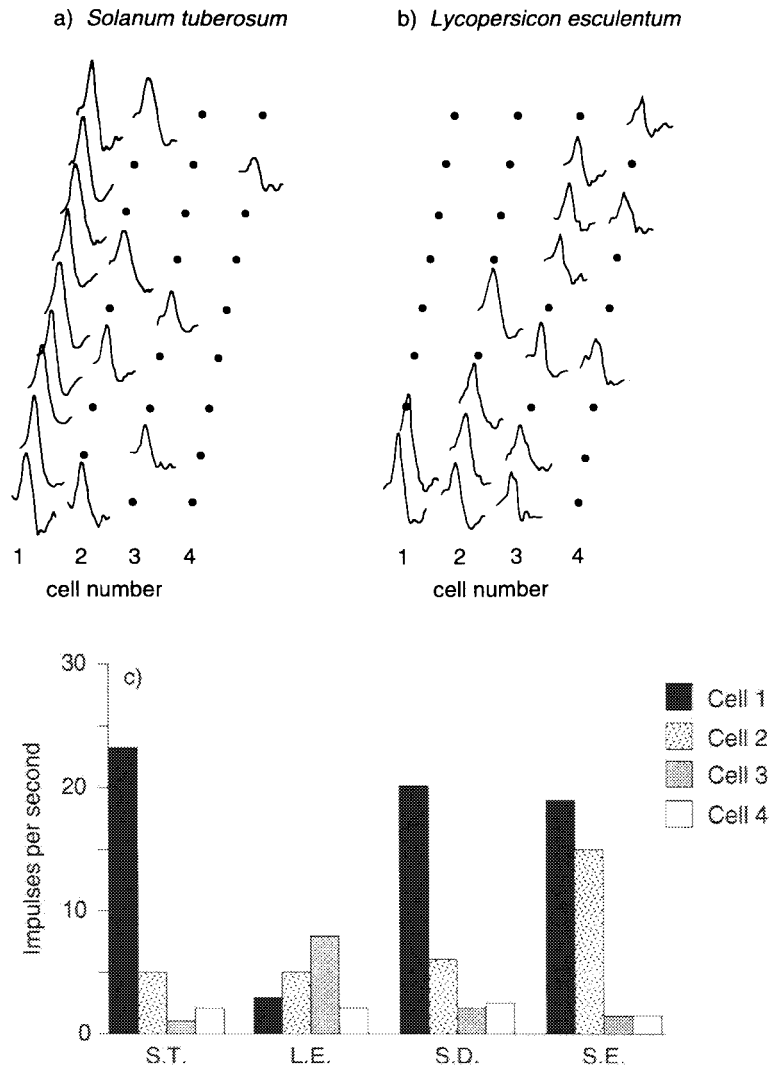 a) Solanum tuberosum
b) Lycopersicon esculentum
1 2 3 4
cell number
1 2 3 4
cell number
c)
Impulses per second
30
20
10
0
S.T. L.E. S.D. S.E.
Cell 1
Cell 2
Cell 3
Cell 4